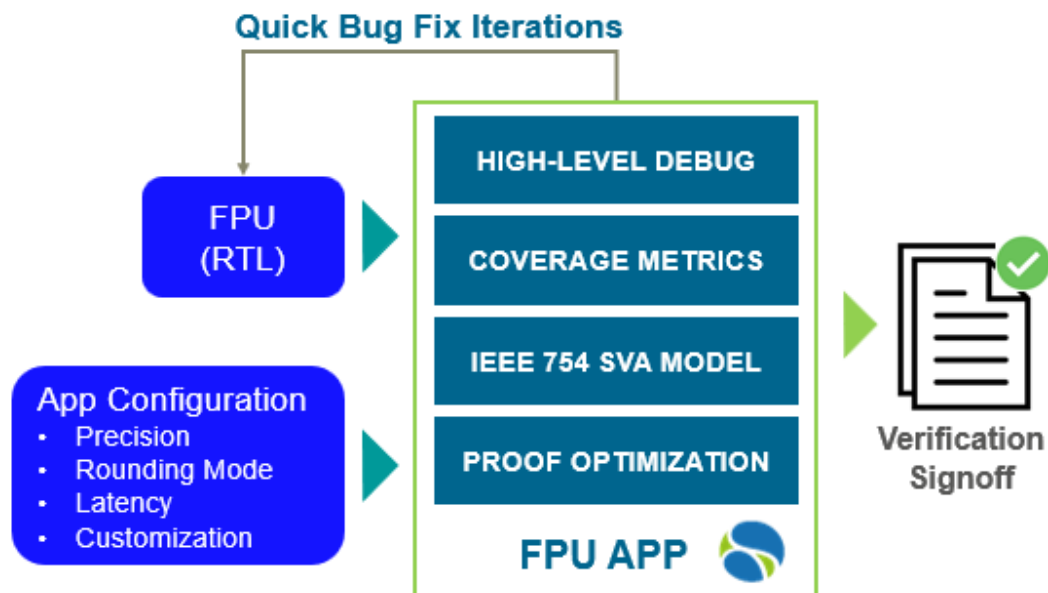 Quick Bug Fix Iterations
FPU
(RTL)
App Configuration
• Precision
• Rounding Mode
• Latency
• Customization
HIGH-LEVEL DEBUG
COVERAGE METRICS
IEEE 754 SVA MODEL
PROOF OPTIMIZATION
FPU APP
Verification
Signoff